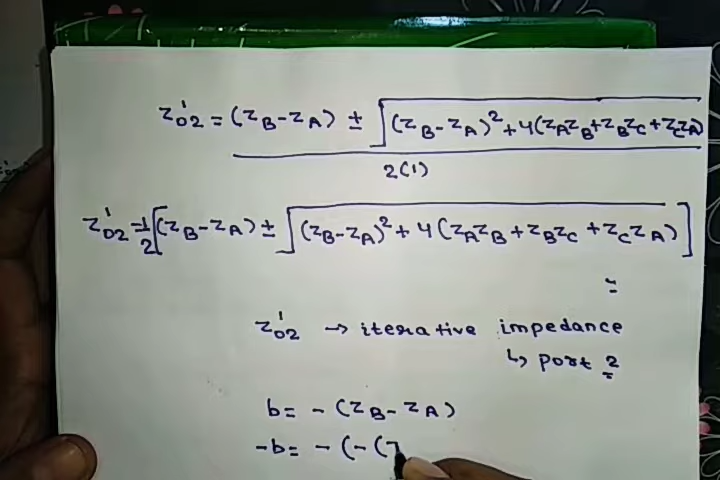 Z'02 = (ZB-ZA) ± √(ZB-ZA)²+4(ZAZB+ZBZC+ZCZA)
2(1)
Z'02 = 1/2[(ZB-ZA) ± √(ZB-ZA)²+4(ZAZB+ZBZC+ZCZA)]
Z'02 → iterative impedance
↳ port 2
b = -(ZB-ZA)
-b = -(-(Z